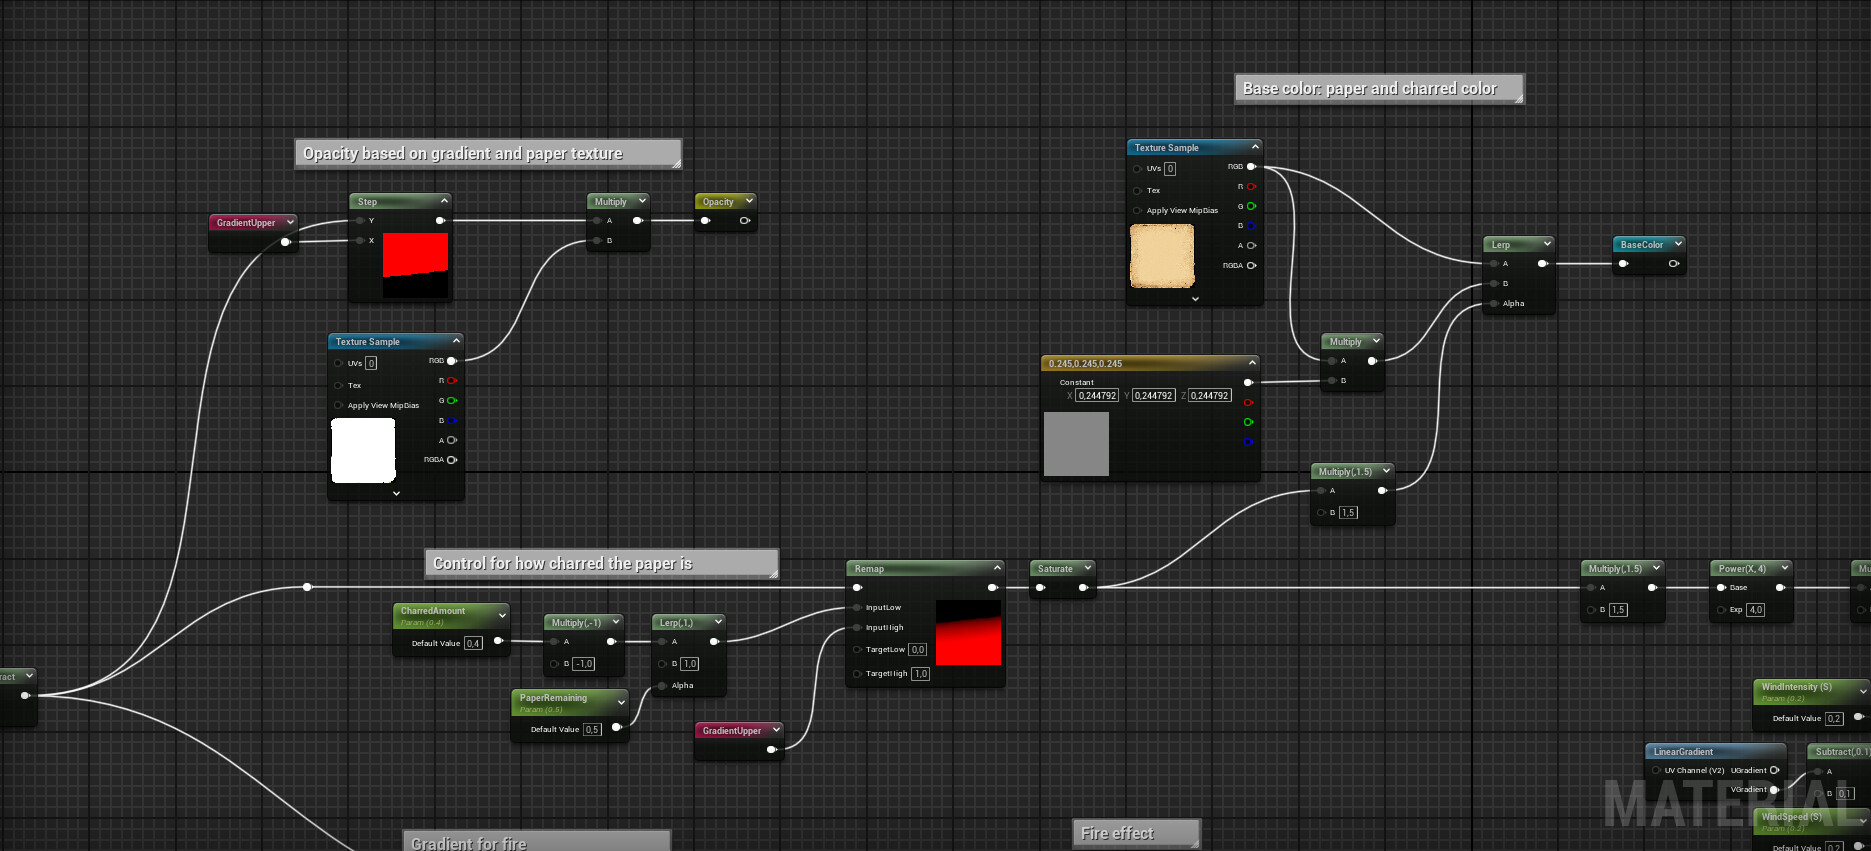 Base color: paper and charred color
Opacity based on gradient and paper texture
Texture Sample
UVs 0
Tex
Apply View MipBias
RGB
R
G
B
A
RGBA
GradientUpper
Step
Y
X
Multiply
A
B
Opacity
Lerp
A
B
Alpha
BaseColor
Texture Sample
UVs 0
Tex
Apply View MipBias
RGB
R
G
B
A
RGBA
Multiply
A
B
0.245,0.245,0.245
Constant
X 0,244792 Y 0,244792 Z 0,244792
Multiply(,1.5)
A
B 1,5
Control for how charred the paper is
CharredAmount
Param (0.4)
Default Value 0,4
Multiply(,-1)
A
B -1,0
Lerp(,1,)
A
B 1,0
Alpha
PaperRemaining
Param (0.5)
Default Value 0,5
GradientUpper
Remap
InputLow
InputHigh
TargetLow 0,0
TargetHigh 1,0
Saturate
Multiply(,1.5)
A
B 1,5
Power(X, 4)
Base
Exp 4,0
Mu
ract
WindIntensity (S)
Param (0.2)
Default Value 0,2
LinearGradient
UV Channel (V2) UGradient
VGradient
Subtract(,0.1)
A
B 0,1
WindSpeed (S)
Param (0.2)
Default Value 0,2
MATERIAL
Gradient for fire
Fire effect